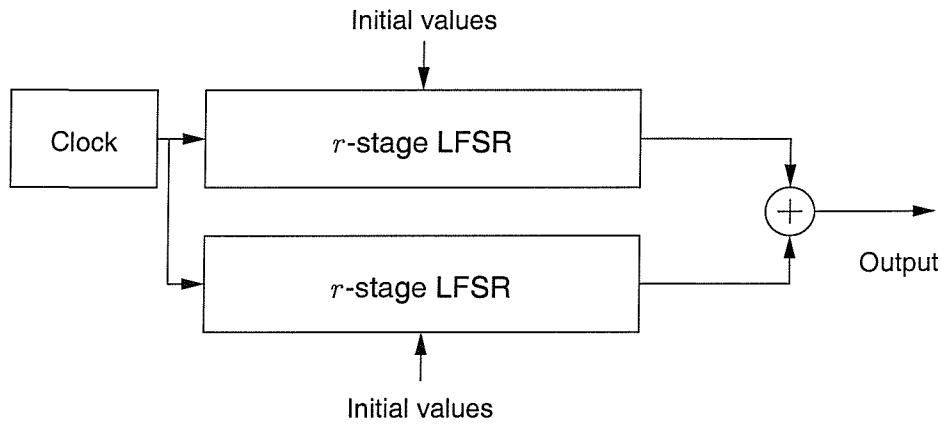 Initial values
Clock
r-stage LFSR
+
r-stage LFSR
Output
Initial values